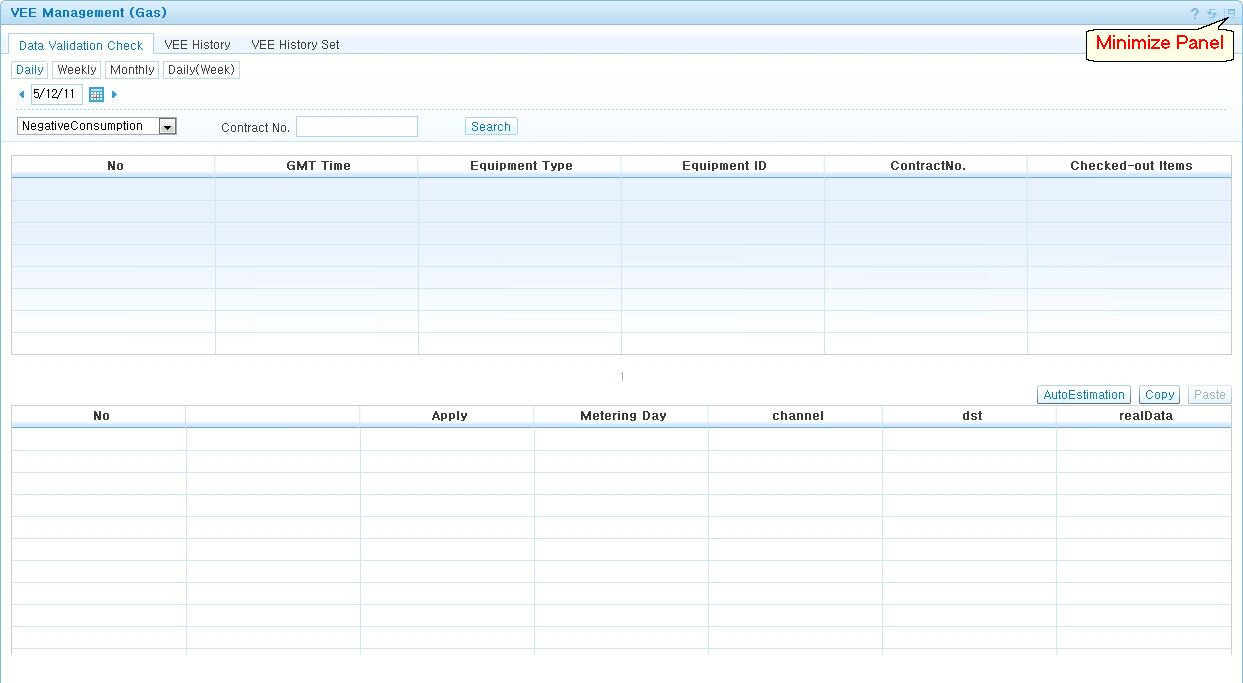 VEE Management (Gas)
?
Minimize Panel
Data Validation Check VEE History VEE History Set
Daily Weekly Monthly Daily(Week)
5/12/11
NegativeConsumption Contract No. Search
No GMT Time Equipment Type Equipment ID ContractNo. Checked-out Items
1
AutoEstimation Copy Paste
No Apply Metering Day channel dst realData